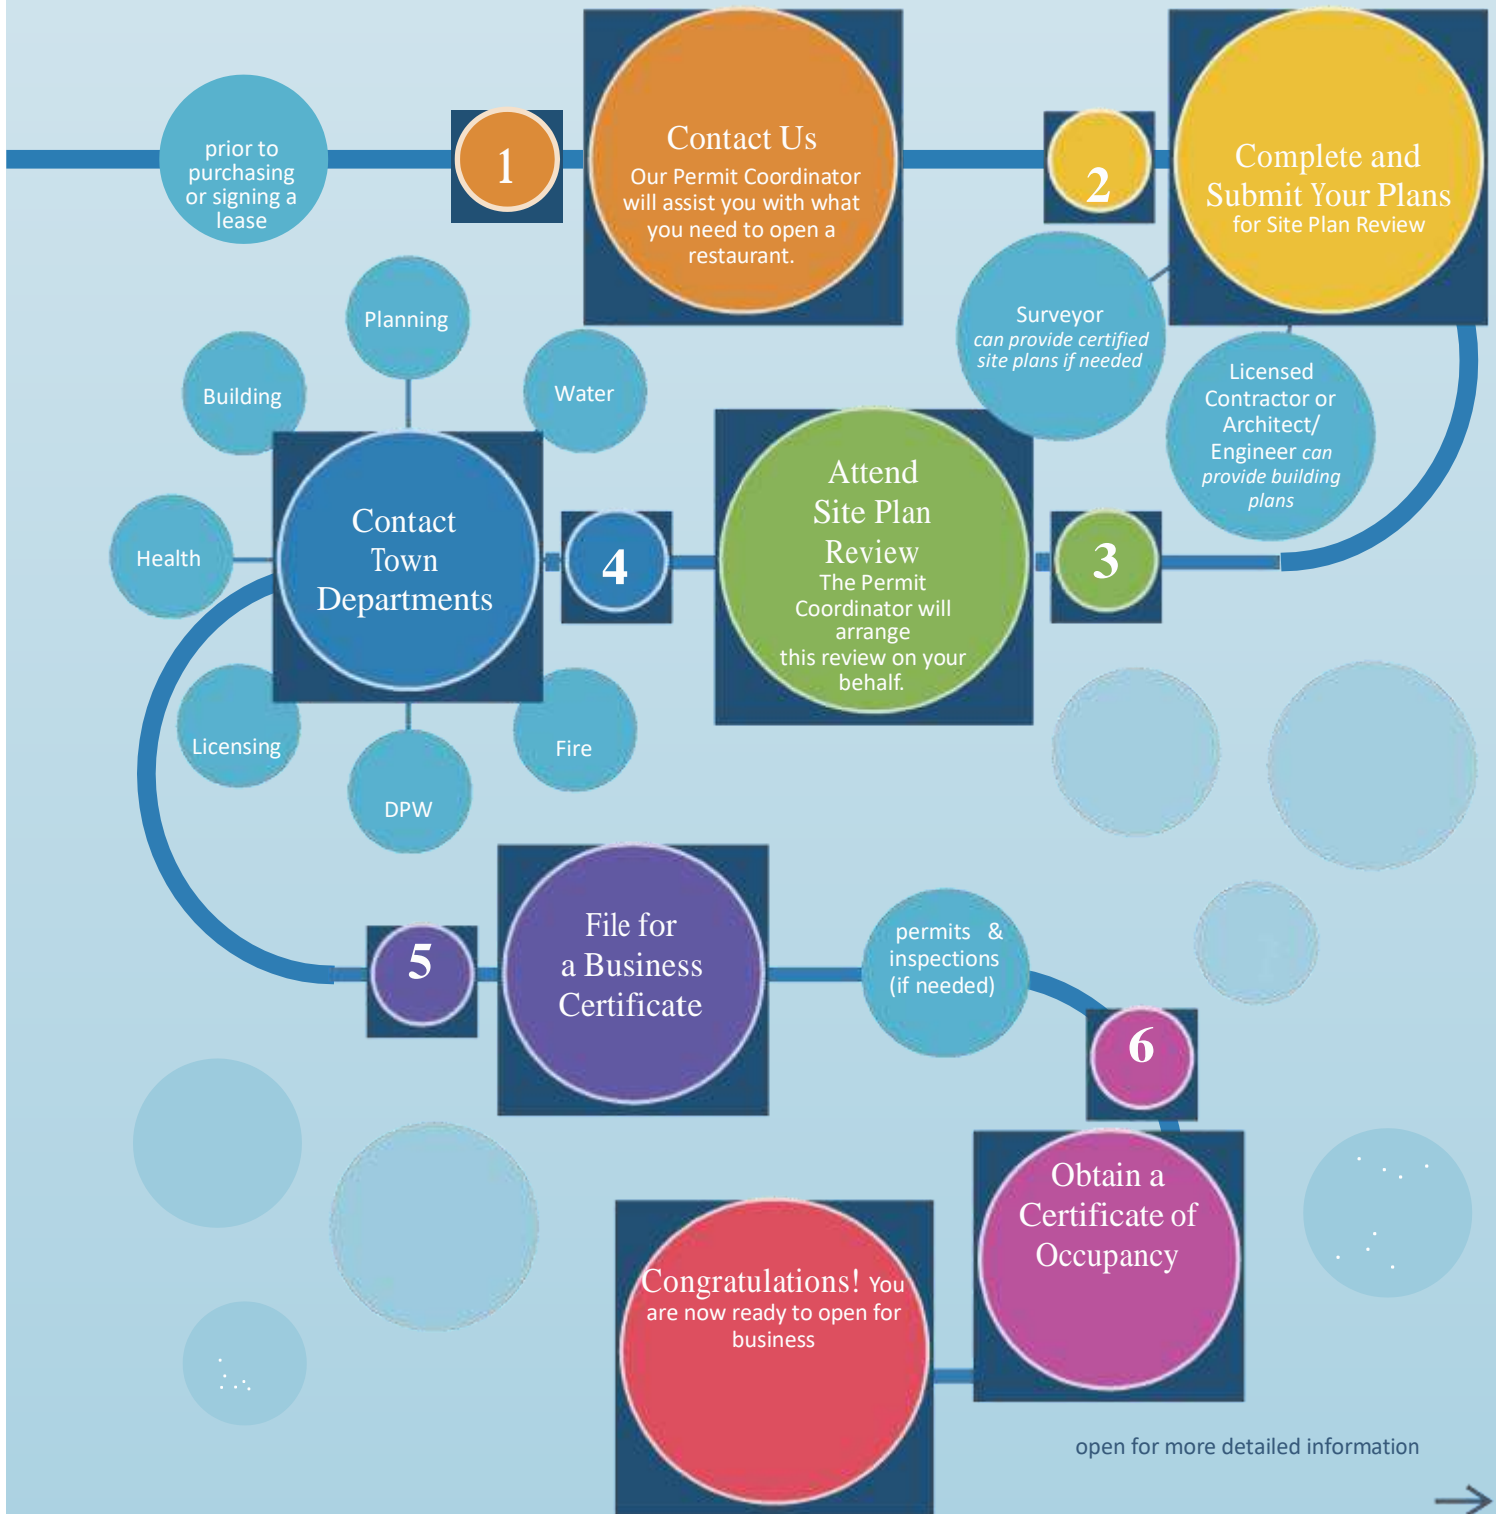 prior to
purchasing
or signing a
lease
1
Contact Us
Our Permit Coordinator
will assist you with what
you need to open a
restaurant.
2
Complete and
Submit Your Plans
for Site Plan Review
Surveyor
can provide certified
site plans if needed
Licensed
Contractor or
Architect/
Engineer can
provide building
plans
3
Attend
Site Plan
Review
The Permit
Coordinator will
arrange
this review on your
behalf.
4
Contact
Town
Departments
Planning
Building
Water
Health
Licensing
DPW
Fire
5
File for
a Business
Certificate
permits & 
inspections
(if needed)
6
Obtain a
Certificate of
Occupancy
Congratulations! You
are now ready to open for
business
open for more detailed information